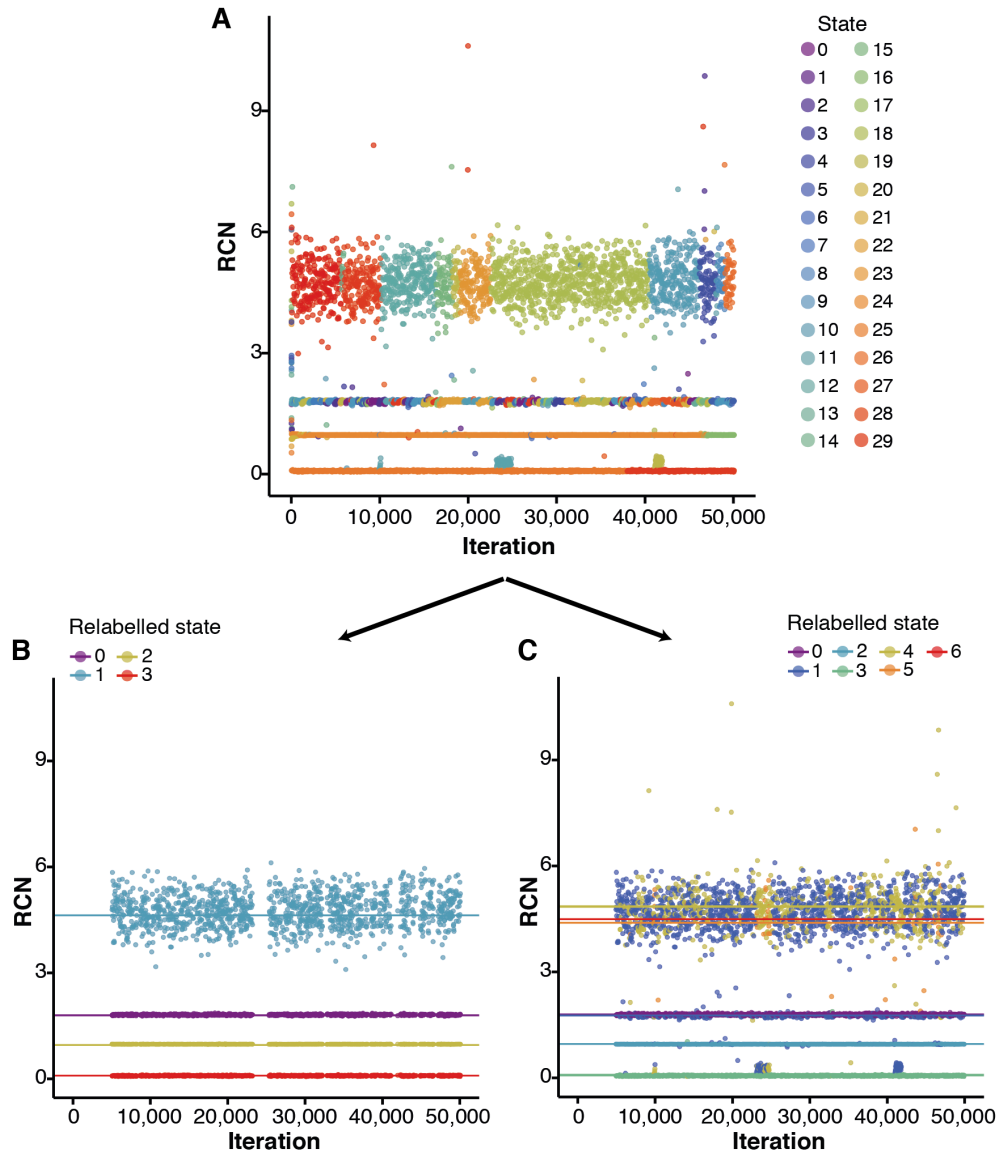 A
State
0 15
1 16
2 17
3 18
4 19
5 20
6 21
7 22
8 23
9 24
10 25
11 26
12 27
13 28
14 29
RCN
9
6
3
0
0 10,000 20,000 30,000 40,000 50,000
Iteration
B
Relabelled state
0 2
1 3
RCN
9
6
3
0
0 10,000 20,000 30,000 40,000 50,000
Iteration
C
Relabelled state
0 2 4 6
1 3 5
RCN
9
6
3
0
0 10,000 20,000 30,000 40,000 50,000
Iteration